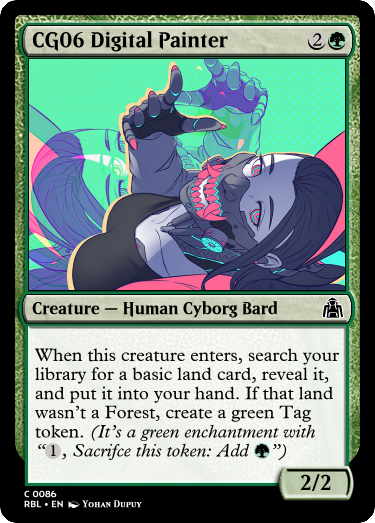 CG06 Digital Painter 2
Creature — Human Cyborg Bard
When this creature enters, search your
library for a basic land card, reveal it,
and put it into your hand. If that land
wasn't a Forest, create a green Tag
token. (It's a green enchantment with
"1, Sacrifce this token: Add ")
2/2
C 0086
RBL • EN Yohan Dupuy